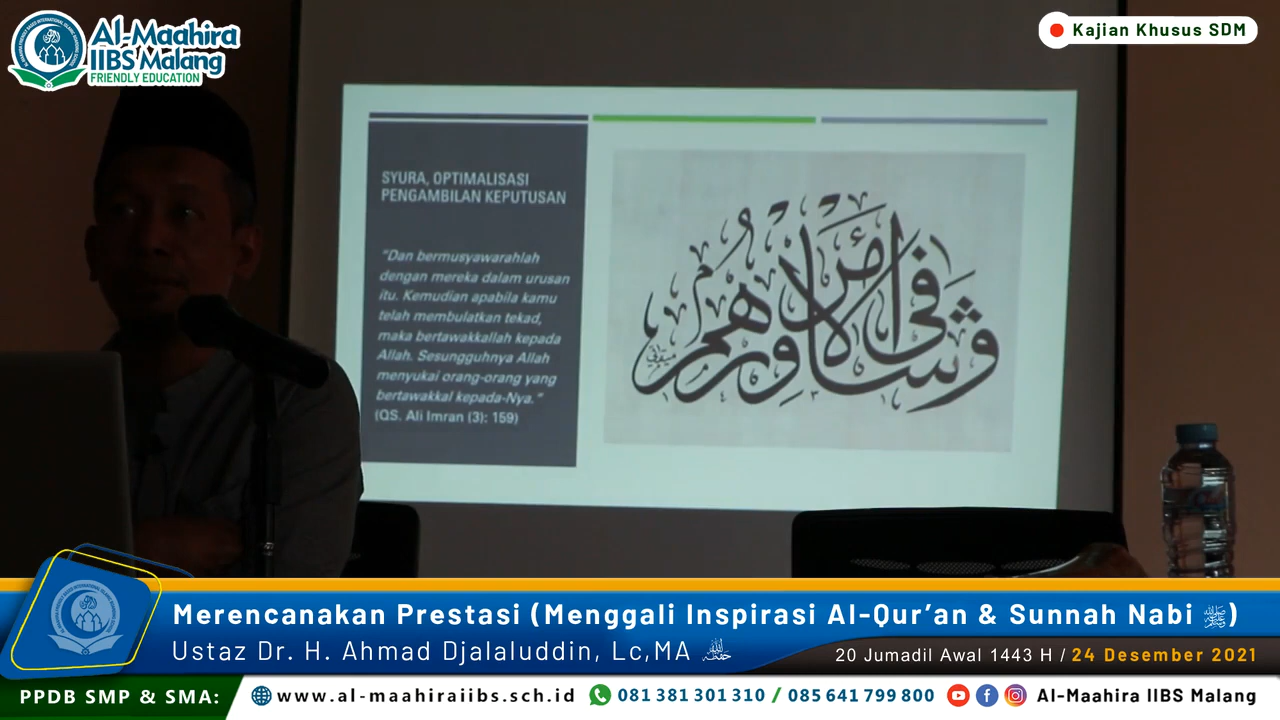 Al-Maahira
IIBS Malang
FRIENDLY EDUCATION
Kajian Khusus SDM
SYURA, OPTIMALISASI
PENGAMBILAN KEPUTUSAN
“Dan bermusyawarahlah
dengan mereka dalam urusan
itu. Kemudian apabila kamu
telah membulatkan tekad,
maka bertawakkallah kepada
Allah. Sesungguhnya Allah
menyukai orang-orang yang
bertawakkal kepada-Nya.”
(QS. Ali Imran (3): 159)
وشاورهم في الأمر
Merencanakan Prestasi (Menggali Inspirasi Al-Qur’an & Sunnah Nabi ﷺ)
Ustaz Dr. H. Ahmad Djalaluddin, Lc,MA
20 Jumadil Awal 1443 H / 24 Desember 2021
PPDB SMP & SMA: www.al-maahiraiibs.sch.id 081 381 301 310 / 085 641 799 800 Al-Maahira IIBS Malang